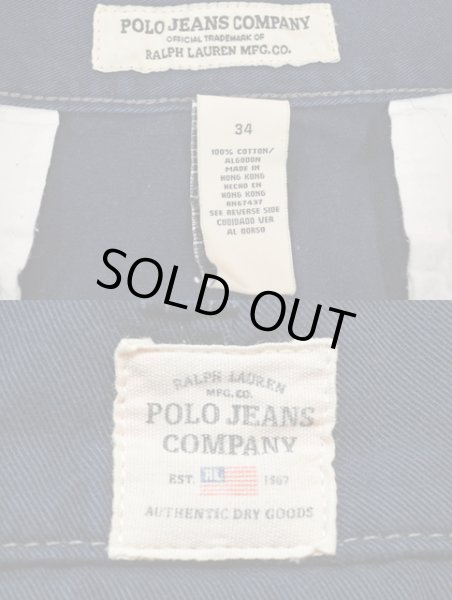 POLO JEANS COMPANY
OFFICIAL TRADEMARK OF
RALPH LAUREN MFG.CO.
34
100% COTTON/
ALGODON
MADE IN
HONG KONG
HECHO EN
HONG KONG
RN67437
SEE REVERSE SIDE
CUIDADO VER
AL DORSO
SOLD OUT
RALPH LAUREN
MFG.CO.
POLO JEANS
COMPANY
EST. RL 1967
AUTHENTIC DRY GOODS